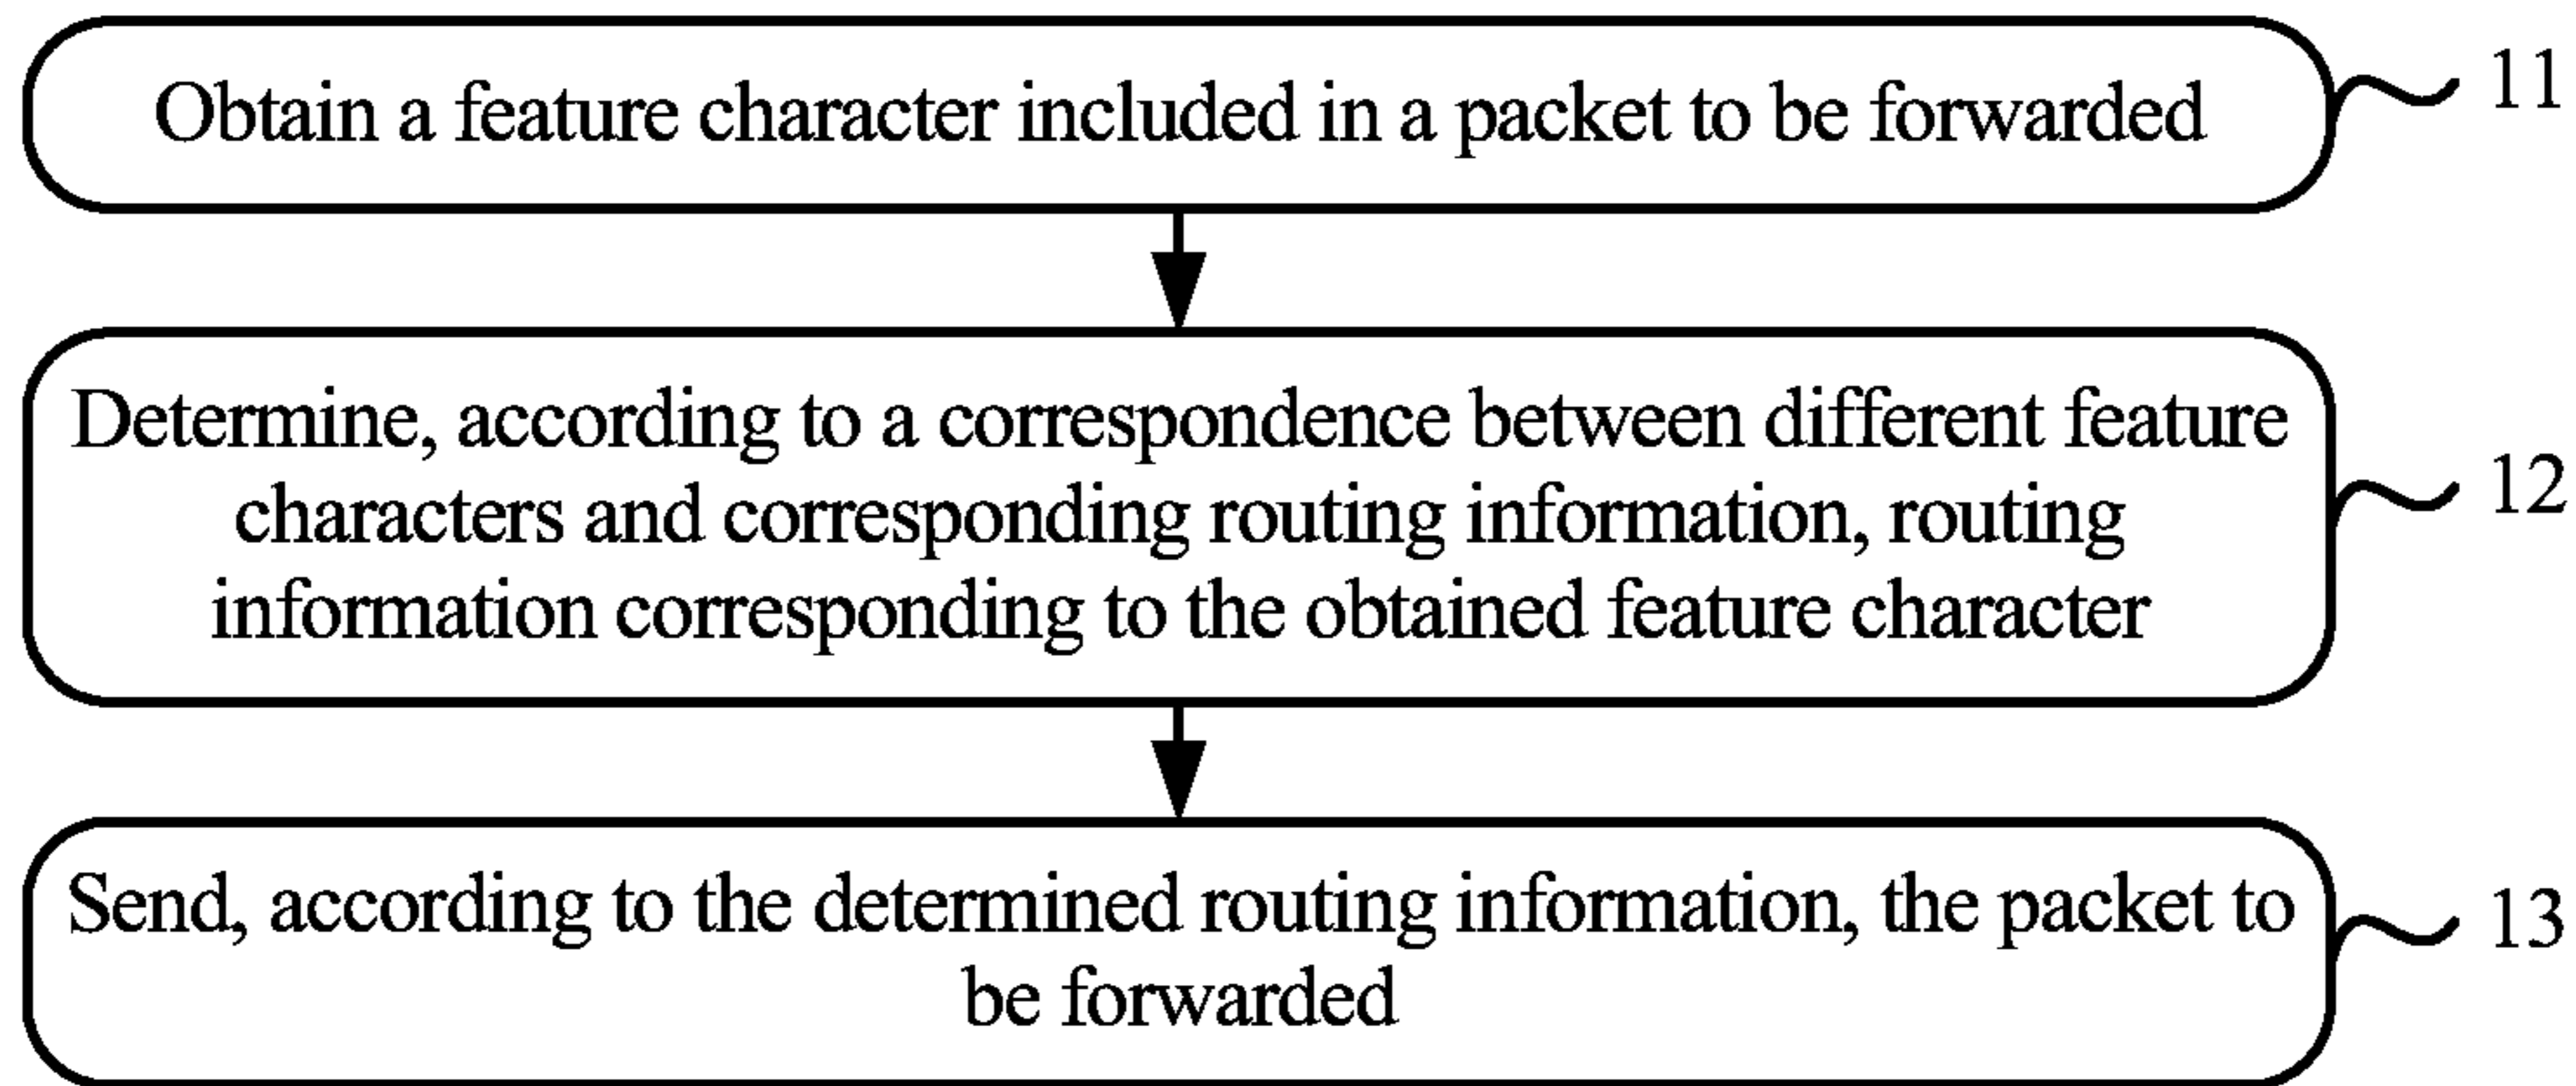 Obtain a feature character included in a packet to be forwarded
11
Determine, according to a correspondence between different feature
characters and corresponding routing information, routing
information corresponding to the obtained feature character
12
Send, according to the determined routing information, the packet to
be forwarded
13